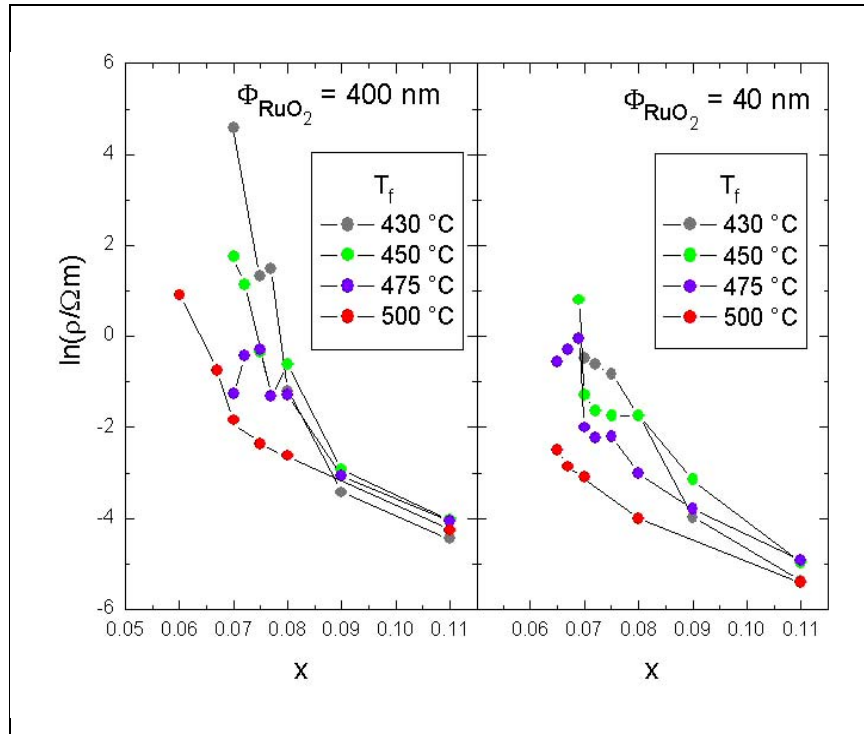 6
4
2
0
-2
-4
-6
ln(ρ/Ωm)
Φ_RuO₂ = 400 nm
T_f
430 °C
450 °C
475 °C
500 °C
0.05 0.06 0.07 0.08 0.09 0.10 0.11
x
Φ_RuO₂ = 40 nm
T_f
430 °C
450 °C
475 °C
500 °C
0.06 0.07 0.08 0.09 0.10 0.11
x